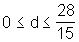 0 ≤ d ≤ 28/15